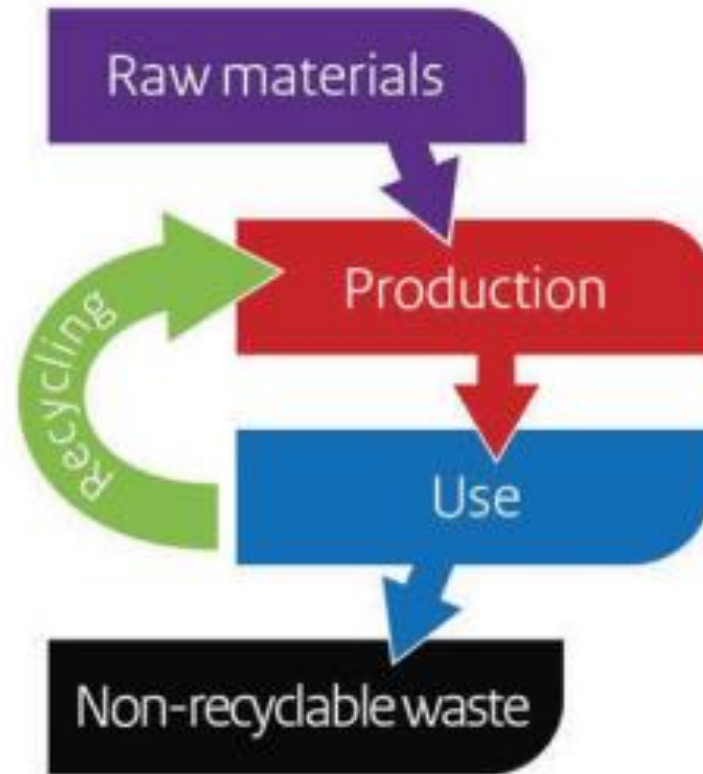 Raw materials
Production
Recycling
Use
Non-recyclable waste